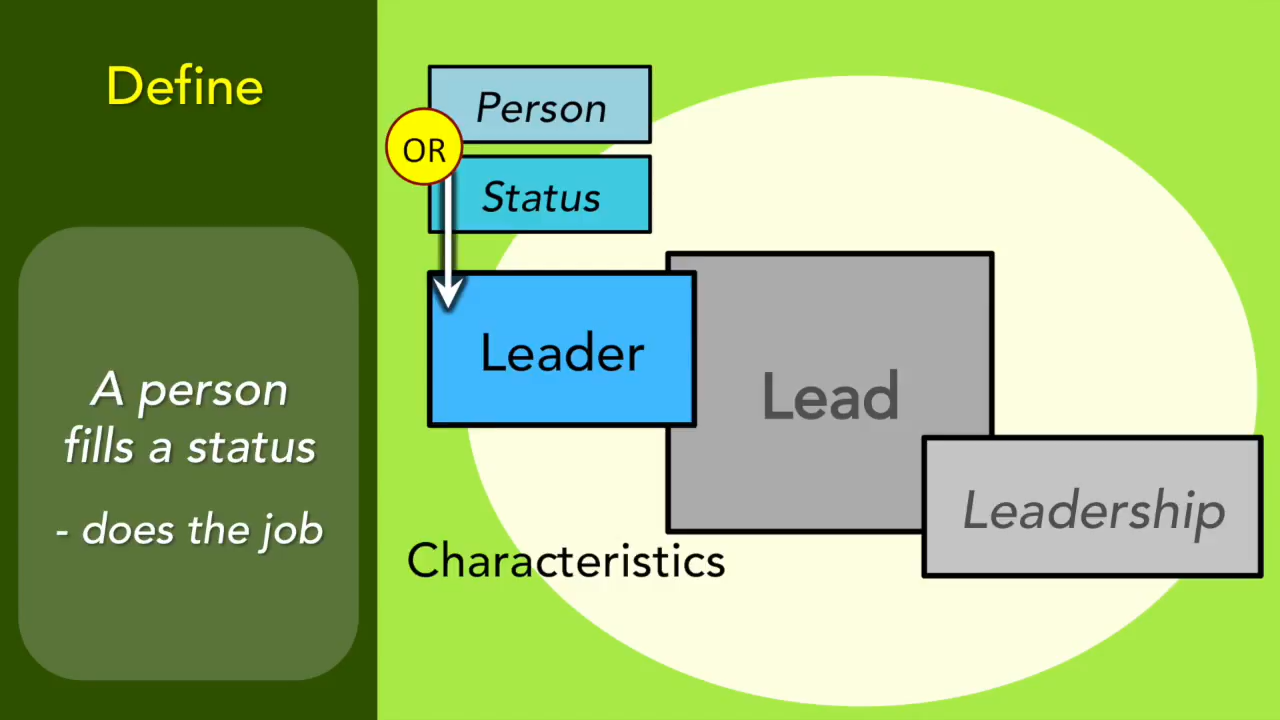 Define
A person
fills a status
- does the job
Person
OR
Status
Leader
Lead
Leadership
Characteristics